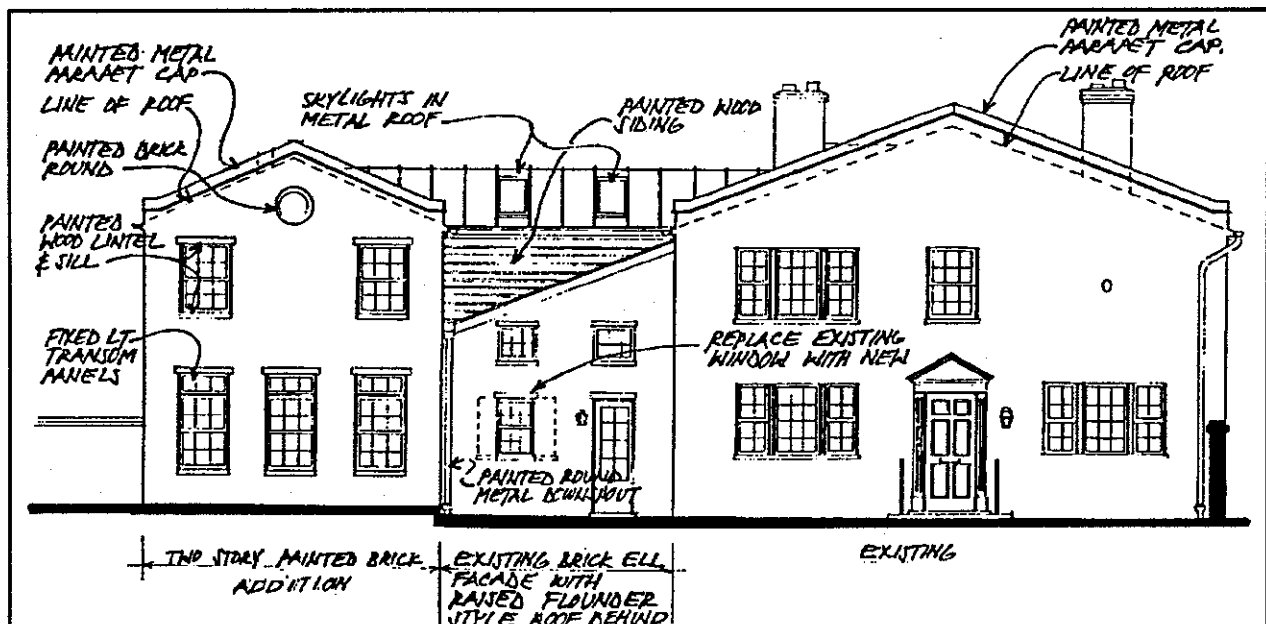 PAINTED METAL
PARAPET CAP
LINE OF ROOF
PAINTED BRICK
ROUND
PAINTED
WOOD LINTEL
& SILL
FIXED LT.
TRANSOM
PANELS
SKYLIGHTS IN
METAL ROOF
PAINTED WOOD
SIDING
PAINTED METAL
PARAPET CAP.
LINE OF ROOF
REPLACE EXISTING
WINDOW WITH NEW
PAINTED ROUND
METAL DOWNSPOUT
TWO STORY PAINTED BRICK
ADDITION
EXISTING BRICK ELL
FACADE WITH
RAISED FLOUNDER
STYLE ROOF BEHIND
EXISTING